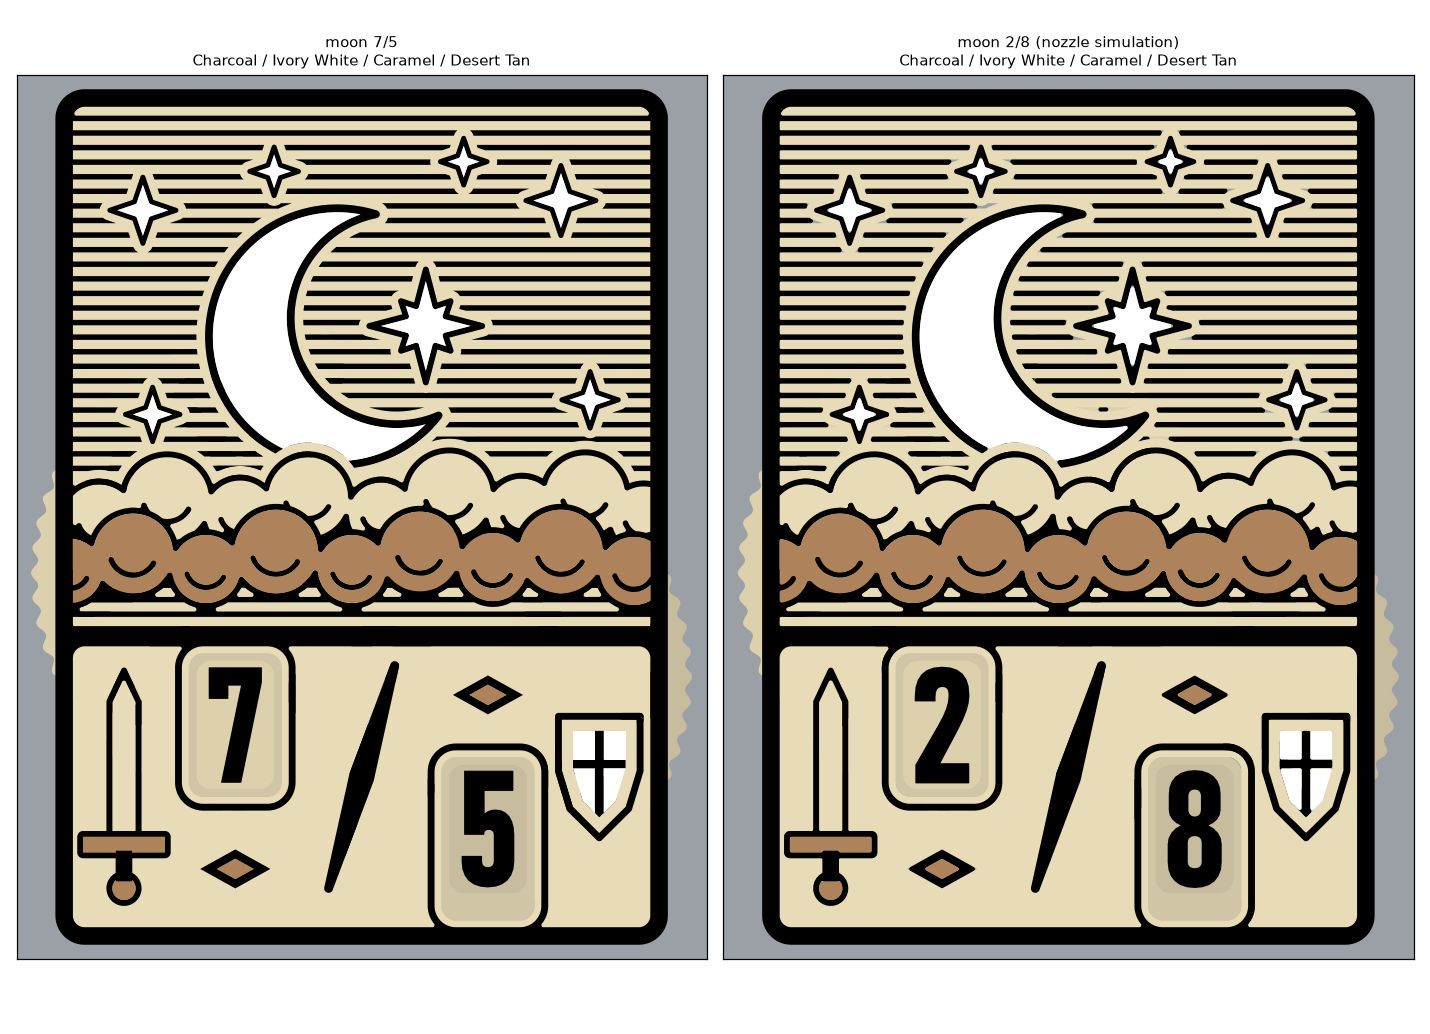 moon 7/5
Charcoal / Ivory White / Caramel / Desert Tan
moon 2/8 (nozzle simulation)
Charcoal / Ivory White / Caramel / Desert Tan
7
5
2
8